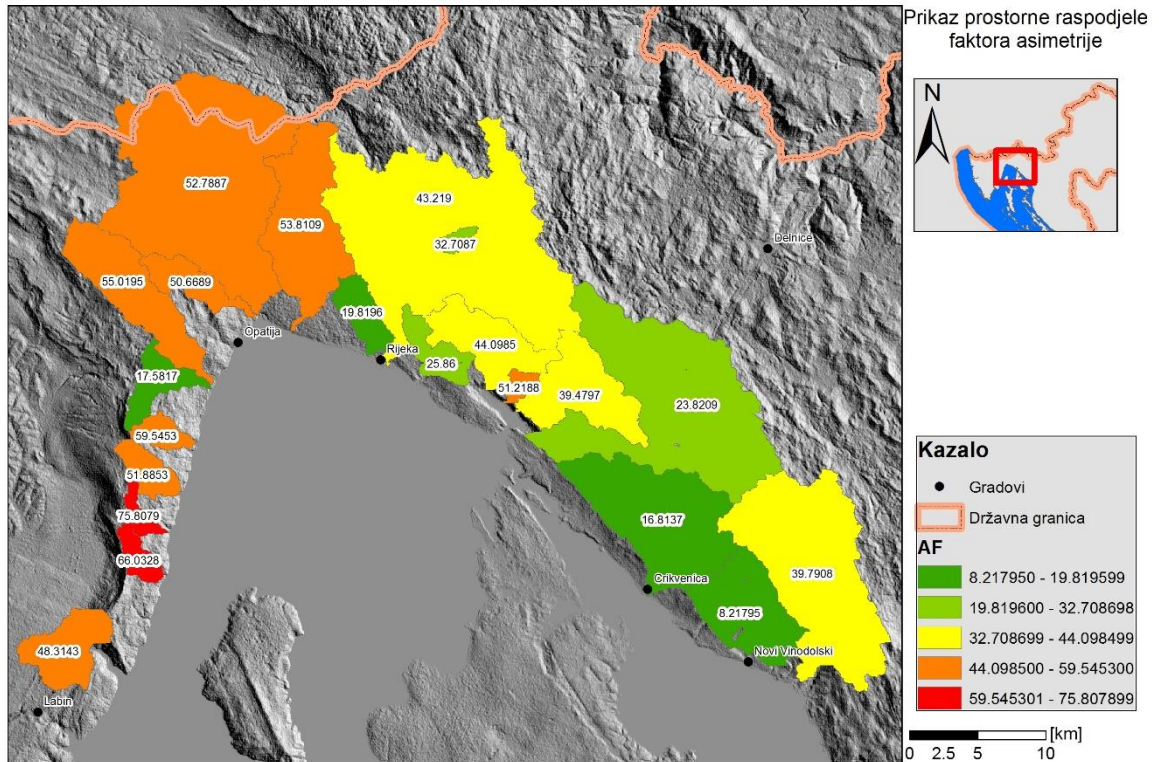 Prikaz prostorne raspodjele
faktora asimetrije
N
52.7887
53.8109
43.219
32.7087
Delnice
55.0195
50.6689
19.8196
Opatija
Rijeka
44.0985
25.86
17.5817
51.2188
39.4797
23.8209
59.5453
51.8853
75.8079
66.0328
16.8137
39.7908
Crikvenica
8.21795
48.3143
Novi Vinodolski
Labin
Kazalo
Gradovi
Državna granica
AF
8.217950 - 19.819599
19.819600 - 32.708698
32.708699 - 44.098499
44.098500 - 59.545300
59.545301 - 75.807899
[km]
0 2.5 5 10